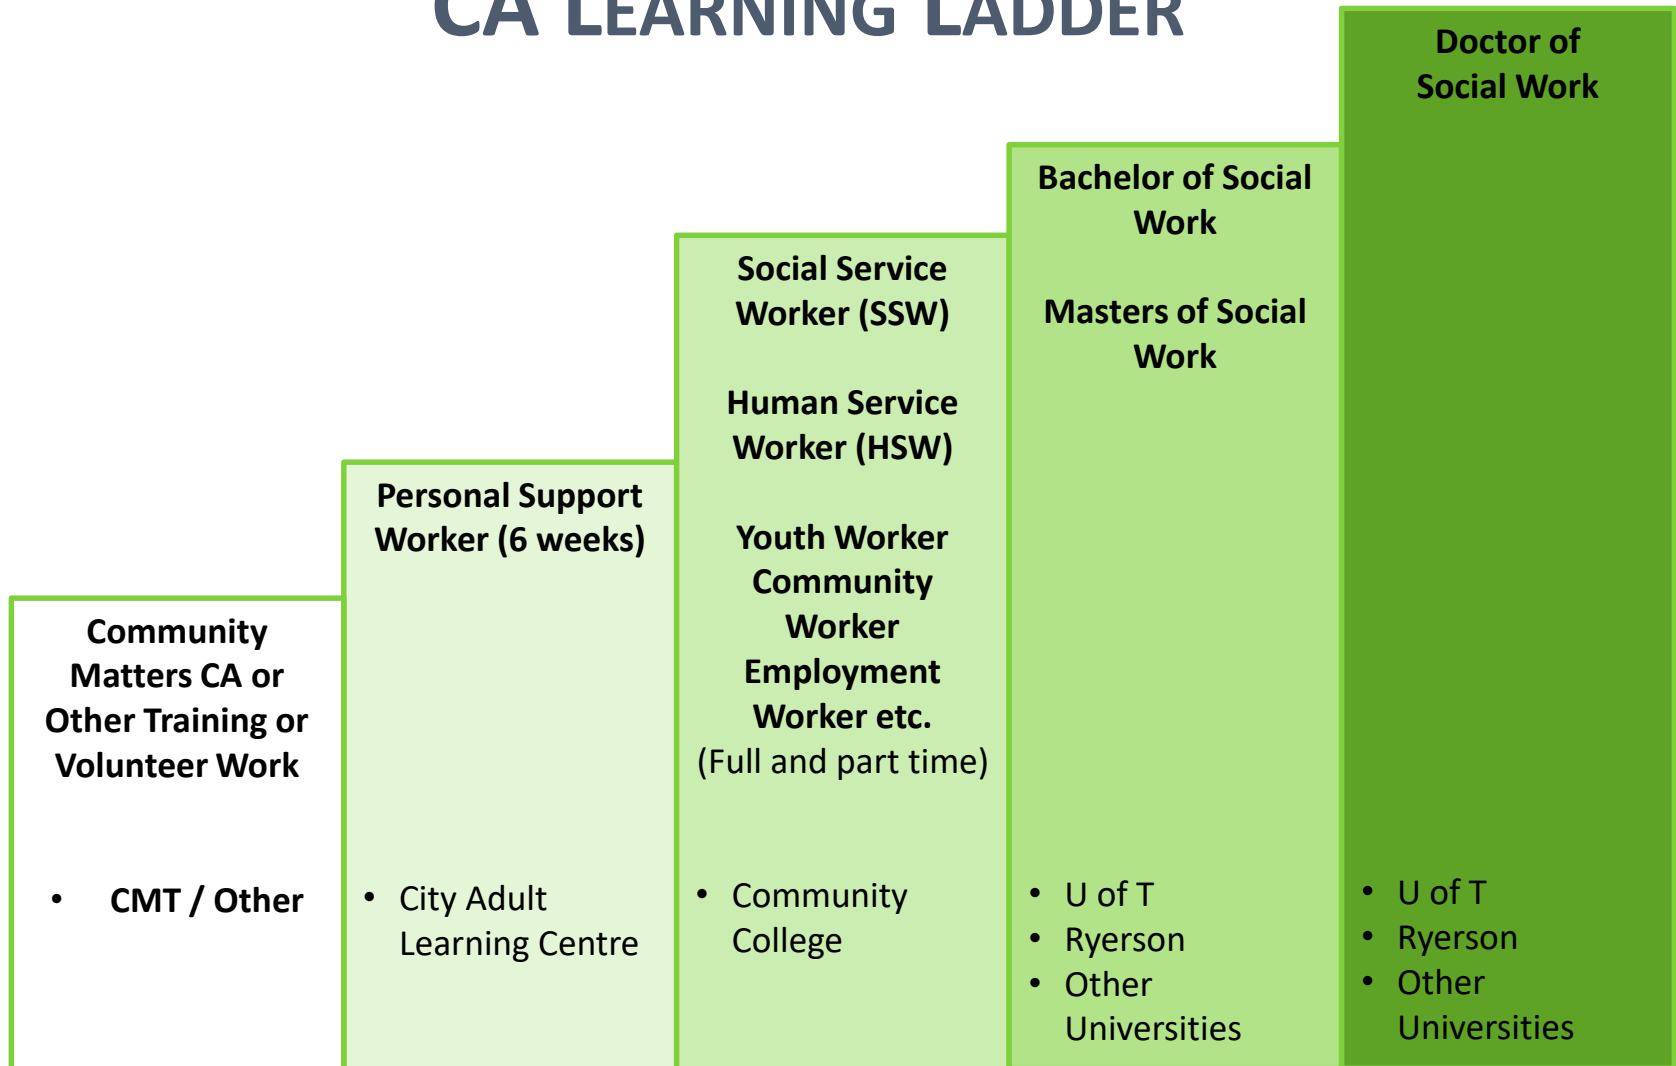 CA LEARNING LADDER
Doctor of
Social Work
Bachelor of Social
Work
Masters of Social
Work
Social Service
Worker (SSW)
Human Service
Worker (HSW)
Youth Worker
Community
Worker
Employment
Worker etc.
(Full and part time)
Personal Support
Worker (6 weeks)
Community
Matters CA or
Other Training or
Volunteer Work
• CMT / Other
• City Adult
Learning Centre
• Community
College
• U of T
• Ryerson
• Other
Universities
• U of T
• Ryerson
• Other
Universities